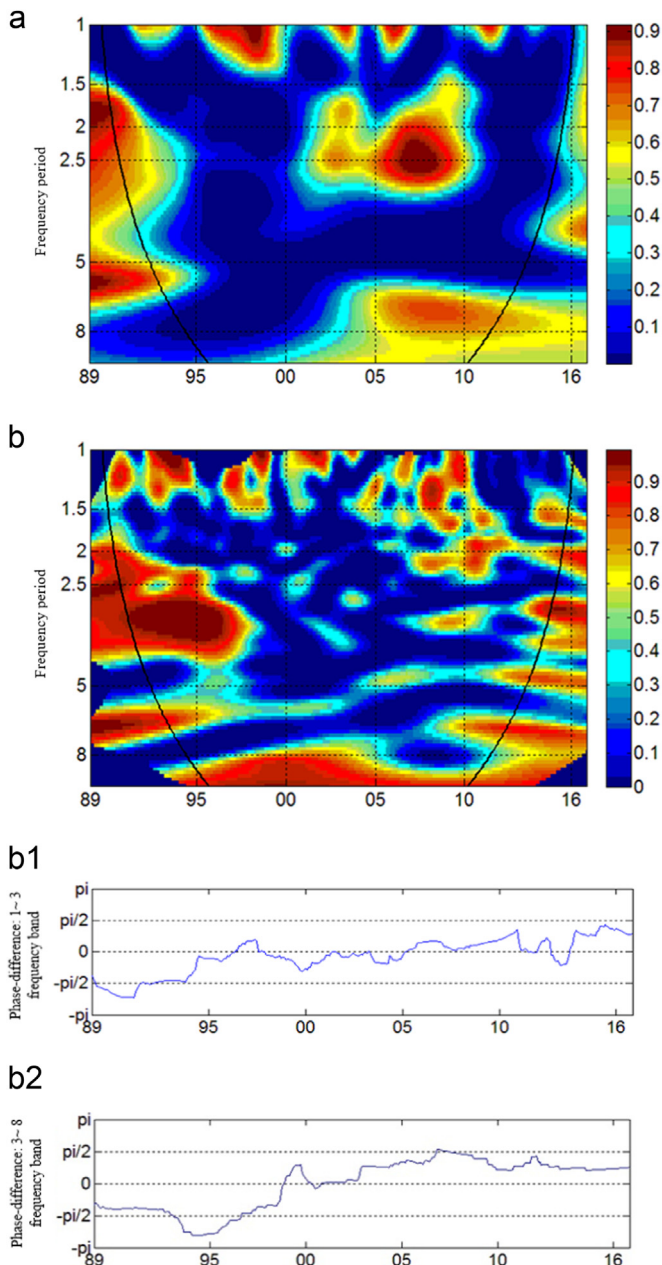 a
1
1.5
2
2.5
5
8
Frequency period
89 95 00 05 10 16
0.9
0.8
0.7
0.6
0.5
0.4
0.3
0.2
0.1
b
1
1.5
2
2.5
5
8
Frequency period
89 95 00 05 10 16
0.9
0.8
0.7
0.6
0.5
0.4
0.3
0.2
0.1
0
b1
Phase-difference: 1~3
frequency band
pi
pi/2
0
-pi/2
-pi
89 95 00 05 10 16
b2
Phase-difference: 3~8
frequency band
pi
pi/2
0
-pi/2
-pi
89 95 00 05 10 16